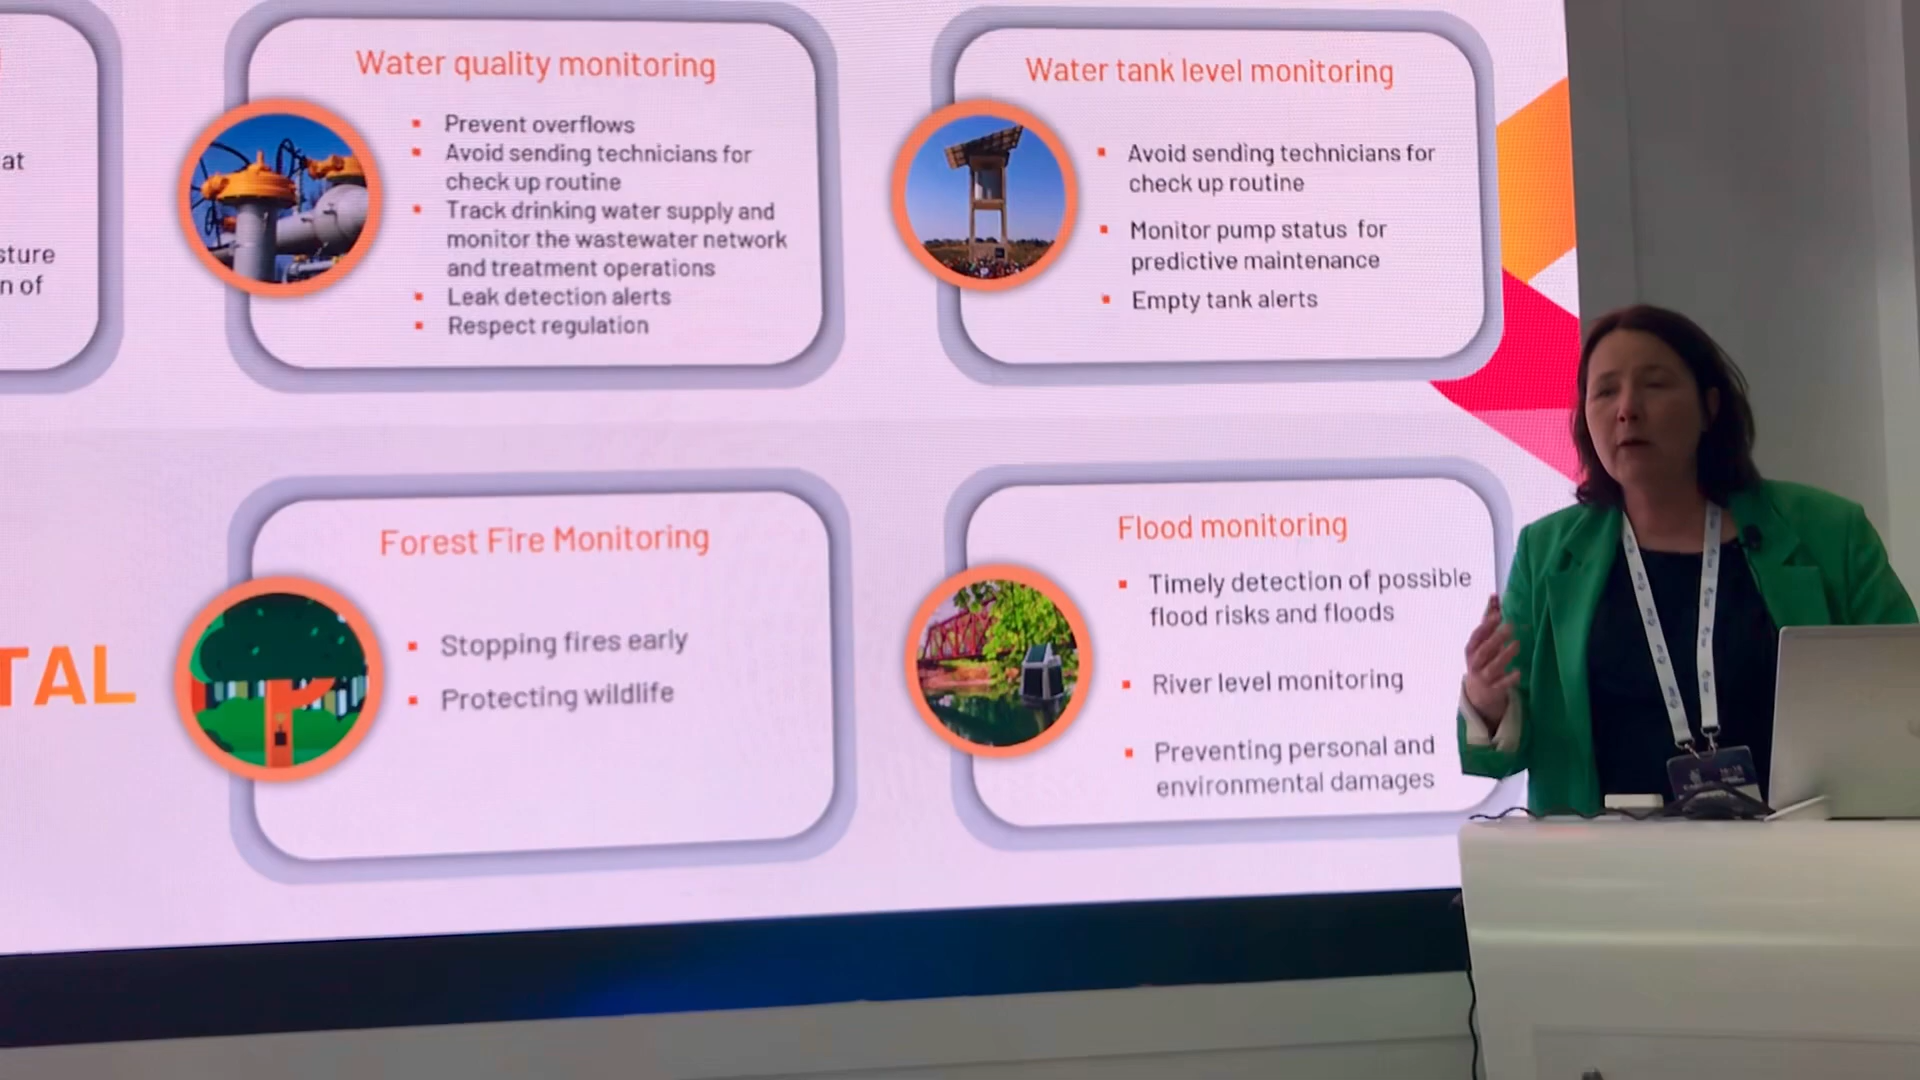 at
sture
n of
Water quality monitoring
Prevent overflows
Avoid sending technicians for
check up routine
Track drinking water supply and
monitor the wastewater network
and treatment operations
Leak detection alerts
Respect regulation
Water tank level monitoring
Avoid sending technicians for
check up routine
Monitor pump status for
predictive maintenance
Empty tank alerts
TAL
Forest Fire Monitoring
Stopping fires early
Protecting wildlife
Flood monitoring
Timely detection of possible
flood risks and floods
River level monitoring
Preventing personal and
environmental damages